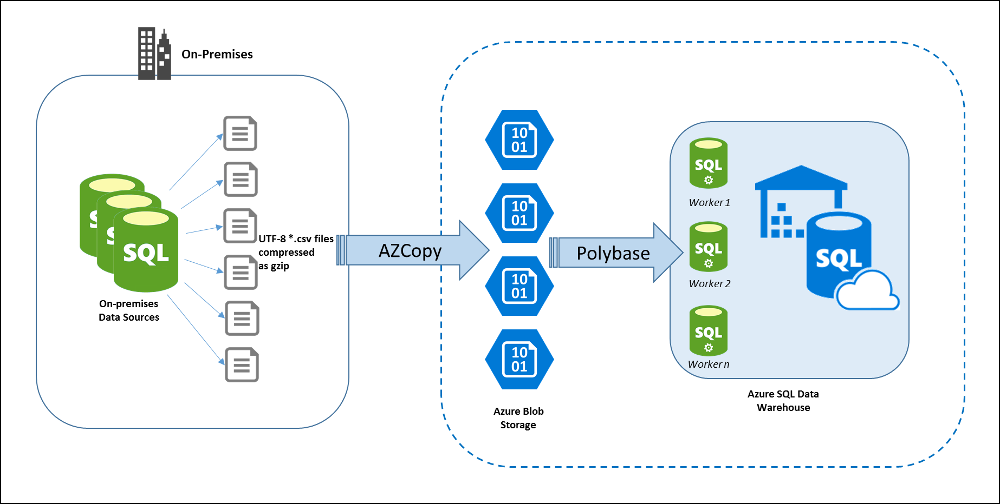 On-Premises
SQL
On-premises
Data Sources
UTF-8 *.csv files
compressed
as gzip
AZCopy
10
01
10
01
10
01
10
01
Azure Blob
Storage
Polybase
SQL
Worker 1
SQL
Worker 2
SQL
Worker n
SQL
Azure SQL Data
Warehouse